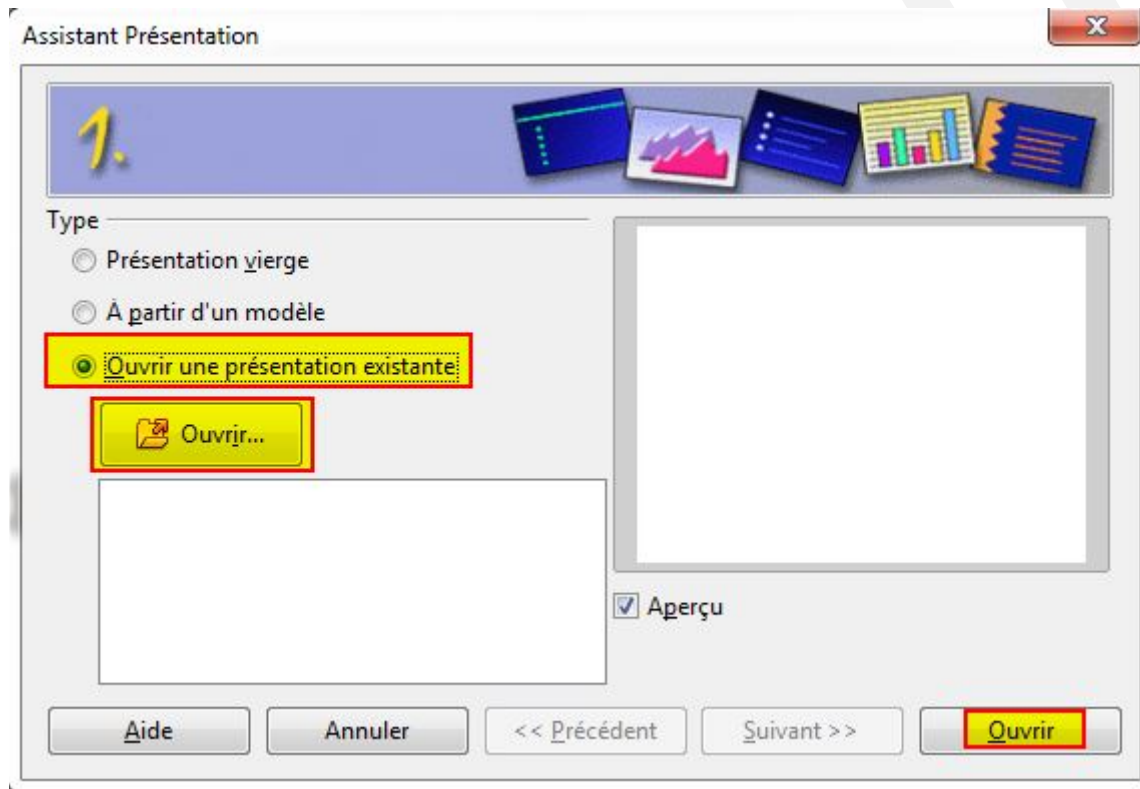 Assistant Présentation
1.
Type
Présentation vierge
À partir d'un modèle
Ouvrir une présentation existante
Ouvrir...
Aperçu
Aide
Annuler
<< Précédent
Suivant >>
Ouvrir